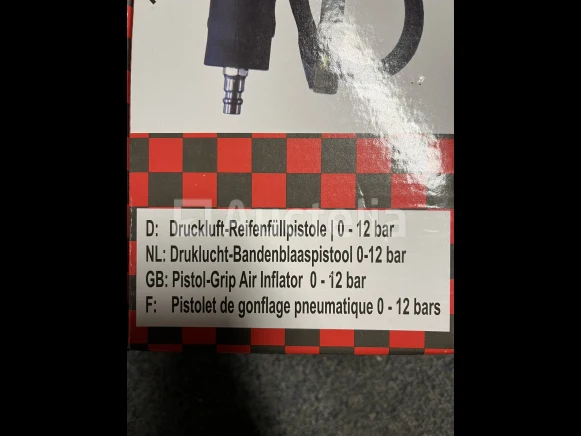 D: Druckluft-Reifenfüllpistole | 0 - 12 bar
NL: Druklucht-Bandenblaaspistool 0-12 bar
GB: Pistol-Grip Air Inflator 0 - 12 bar
F: Pistolet de gonflage pneumatique 0 - 12 bars